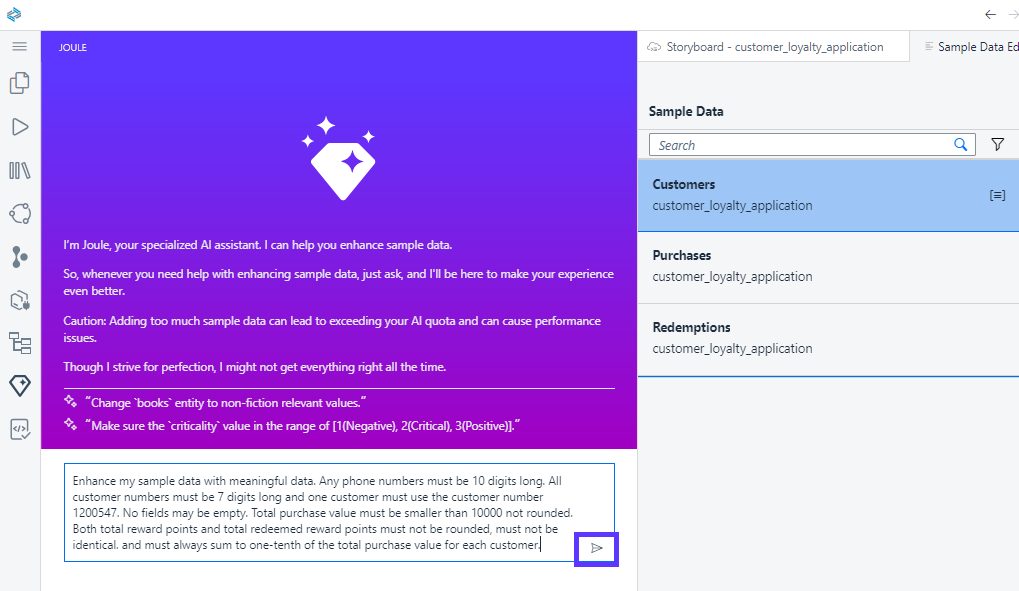 JOULE
I'm Joule, your specialized AI assistant. I can help you enhance sample data.
So, whenever you need help with enhancing sample data, just ask, and I'll be here to make your experience
even better.
Caution: Adding too much sample data can lead to exceeding your AI quota and can cause performance
issues.
Though I strive for perfection, I might not get everything right all the time.
"Change `books` entity to non-fiction relevant values."
"Make sure the `criticality` value in the range of [1(Negative), 2(Critical), 3(Positive)]."
Enhance my sample data with meaningful data. Any phone numbers must be 10 digits long. All
customer numbers must be 7 digits long and one customer must use the customer number
1200547. No fields may be empty. Total purchase value must be smaller than 10000 not rounded.
Both total reward points and total redeemed reward points must not be rounded, must not be
identical. and must always sum to one-tenth of the total purchase value for each customer.
Storyboard - customer_loyalty_application
Sample Data Ed
Sample Data
Search
Customers
customer_loyalty_application
Purchases
customer_loyalty_application
Redemptions
customer_loyalty_application